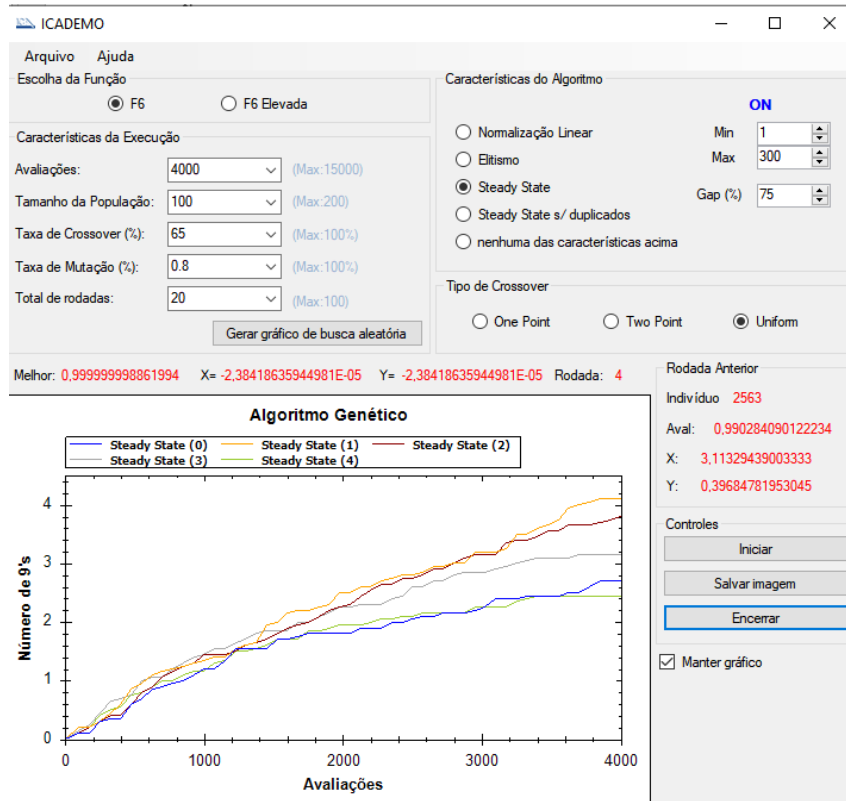 ICADEMO
Arquivo Ajuda
Escolha da Função
F6 F6 Elevada
Características da Execução
Avaliações: 4000 (Max:15000)
Tamanho da População: 100 (Max:200)
Taxa de Crossover (%): 65 (Max:100%)
Taxa de Mutação (%): 0.8 (Max:100%)
Total de rodadas: 20 (Max:100)
Gerar gráfico de busca aleatória
Características do Algoritmo
ON
Normalização Linear Min 1
Elitismo Max 300
Steady State Gap (%) 75
Steady State s/ duplicados
nenhuma das características acima
Tipo de Crossover
One Point Two Point Uniform
Melhor: 0,999999998861994 X= -2,38418635944981E-05 Y= -2,38418635944981E-05 Rodada: 4
Algoritmo Genético
Steady State (0) Steady State (1) Steady State (2)
Steady State (3) Steady State (4)
Número de 9's
4
3
2
1
0
0 1000 2000 3000 4000
Avaliações
Rodada Anterior
Indivíduo 2563
Aval: 0,990284090122234
X: 3,11329439003333
Y: 0,39684781953045
Controles
Iniciar
Salvar imagem
Encerrar
Manter gráfico